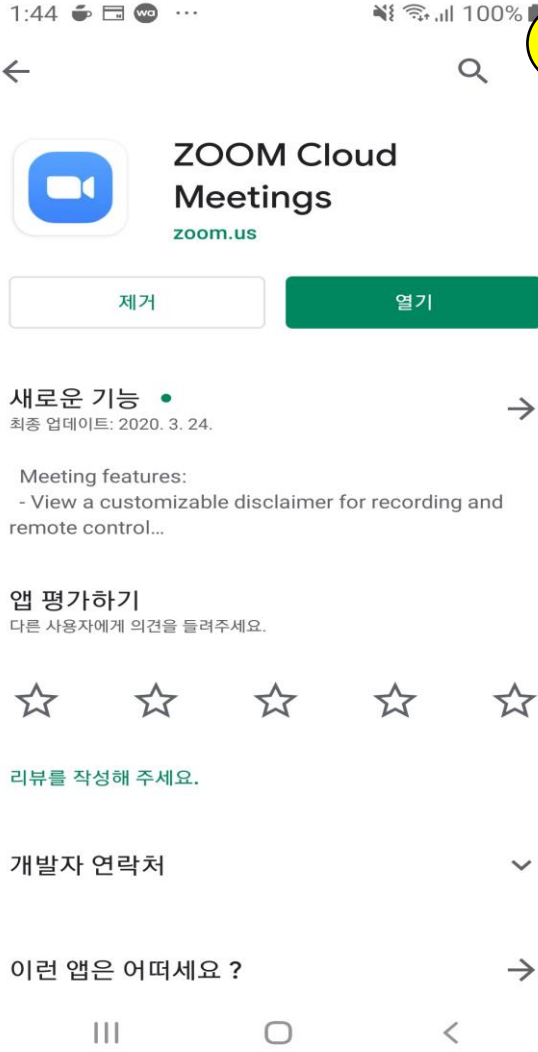 1:44 wa ... 100%
ZOOM Cloud
Meetings
zoom.us
제거
열기
새로운 기능 •
최종 업데이트: 2020. 3. 24.
Meeting features:
- View a customizable disclaimer for recording and
remote control...
앱 평가하기
다른 사용자에게 의견을 들려주세요.
리뷰를 작성해 주세요.
개발자 연락처
이런 앱은 어떠세요 ?